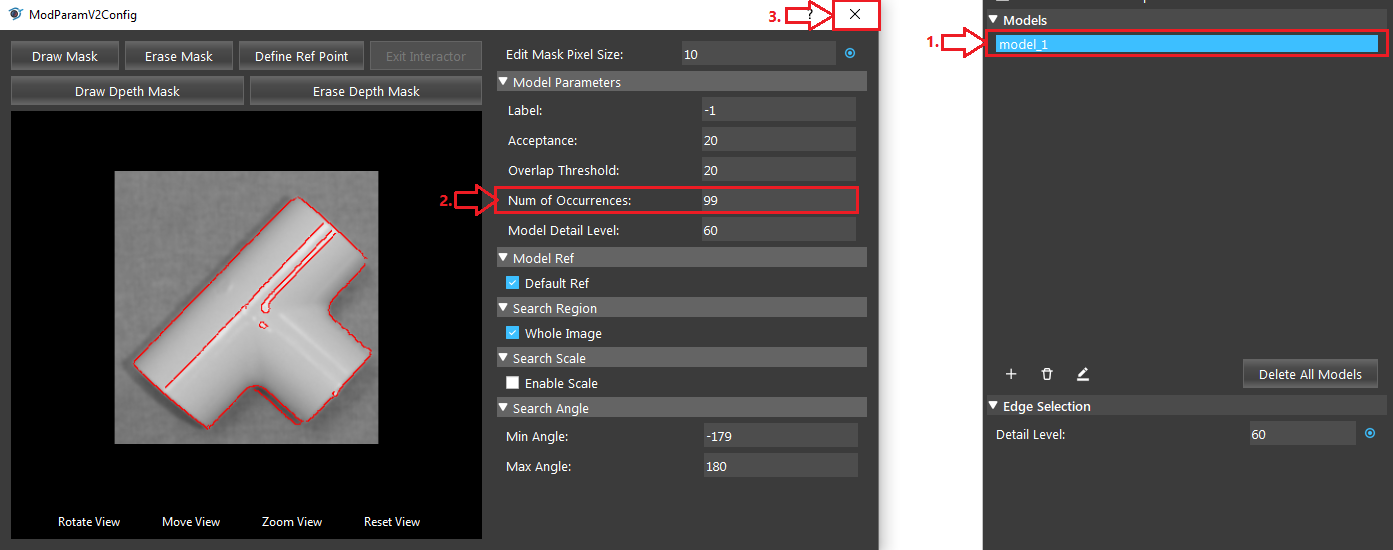 ModParamV2Config
3.
?
Draw Mask
Erase Mask
Define Ref Point
Exit Interactor
Draw Dpeth Mask
Erase Depth Mask
Rotate View
Move View
Zoom View
Reset View
Edit Mask Pixel Size: 10
Model Parameters
Label: -1
Acceptance: 20
Overlap Threshold: 20
2.
Num of Occurrences: 99
Model Detail Level: 60
Model Ref
Default Ref
Search Region
Whole Image
Search Scale
Enable Scale
Search Angle
Min Angle: -179
Max Angle: 180
Models
1.
model_1
Delete All Models
Edge Selection
Detail Level: 60